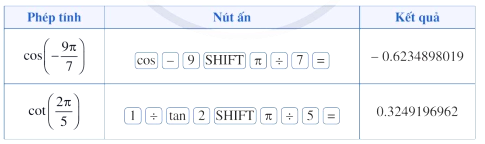 Phép tính Nút ấn Kết quả
cos(−9π/7) cos − 9 SHIFT π ÷ 7 = − 0.6234898019
cot(2π/5) 1 ÷ tan 2 SHIFT π ÷ 5 = 0.3249196962